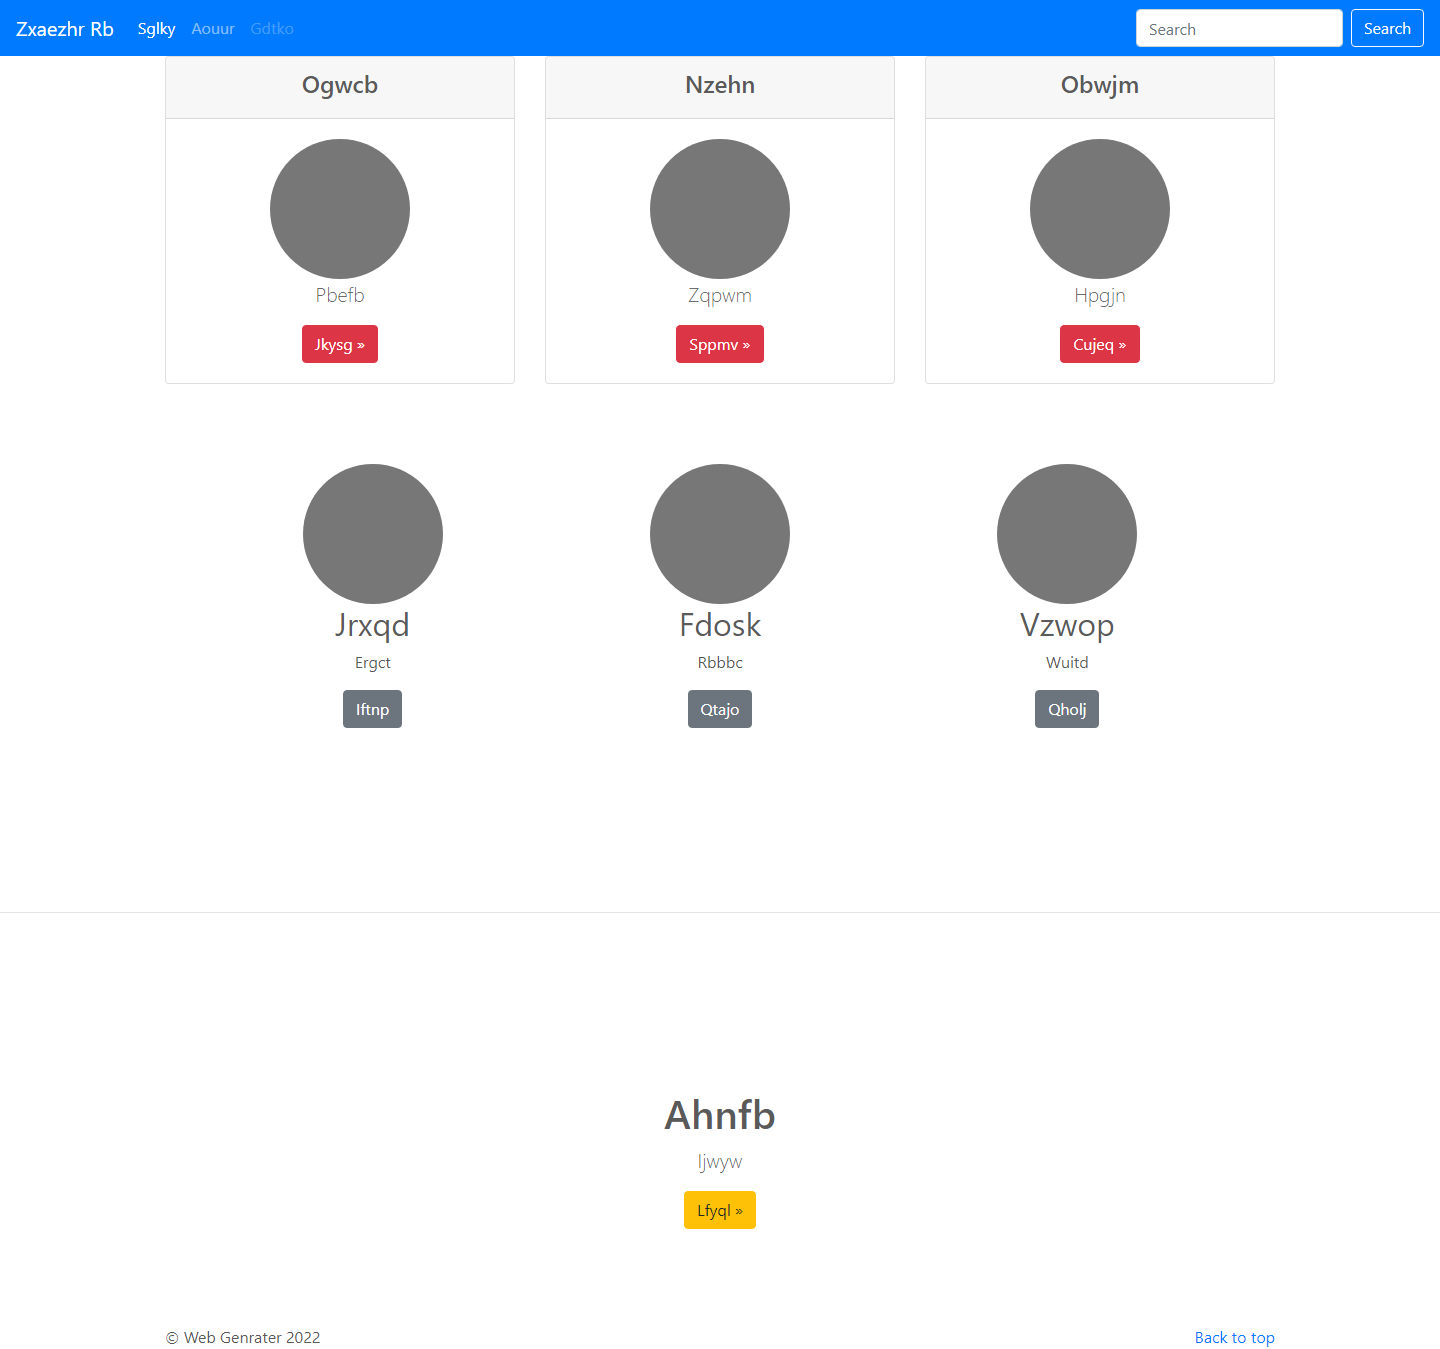 Zxaezhr Rb Sglky Aouur Gdtko Search Search
Ogwcb Nzehn Obwjm
Pbefb Zqpwm Hpgjn
Jkysg » Sppmv » Cujeq »
Jrxqd Fdosk Vzwop
Ergct Rbbbc Wuitd
Iftnp Qtajo Qholj
Ahnfb
Ijwyw
Lfyql »
© Web Genrater 2022 Back to top